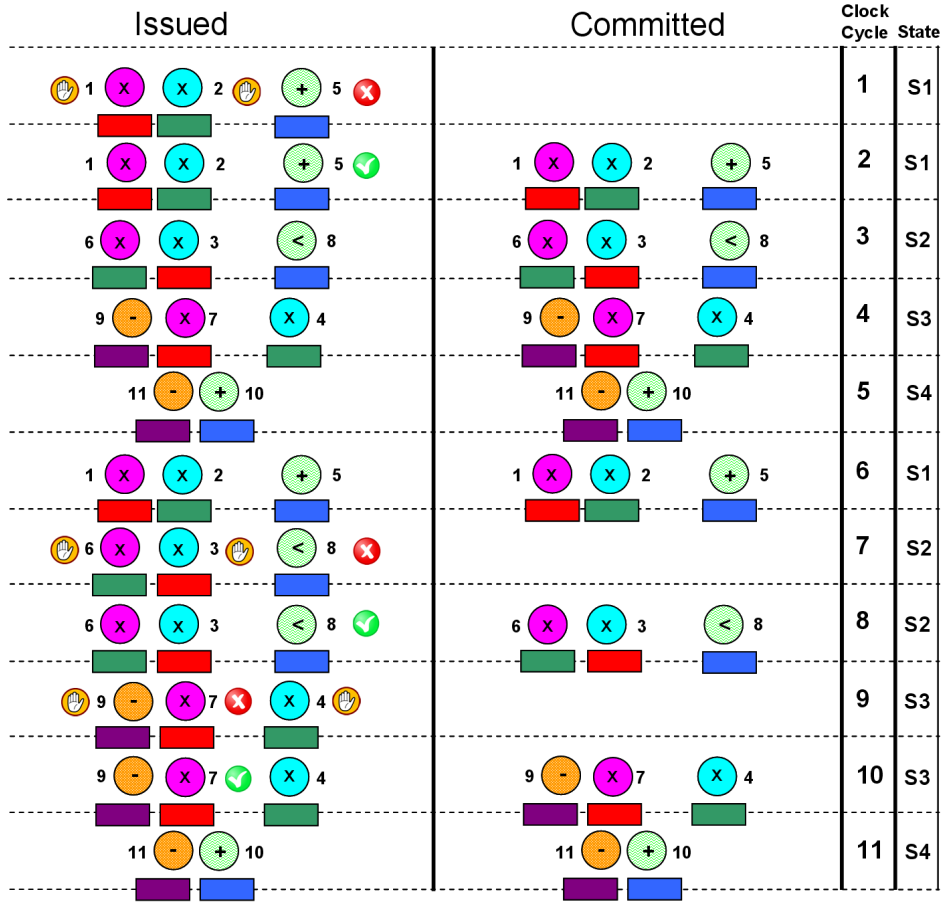 Issued Committed Clock Cycle State
1 X X 2 + 5 1 S1
1 X X 2 + 5 1 X X 2 + 5 2 S1
6 X X 3 < 8 6 X X 3 < 8 3 S2
9 - X 7 X 4 9 - X 7 X 4 4 S3
11 - + 10 11 - + 10 5 S4
1 X X 2 + 5 1 X X 2 + 5 6 S1
6 X X 3 < 8 7 S2
6 X X 3 < 8 6 X X 3 < 8 8 S2
9 - X 7 X 4 9 S3
9 - X 7 X 4 9 - X 7 X 4 10 S3
11 - + 10 11 - + 10 11 S4